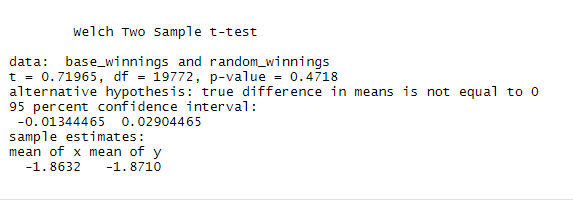 Welch Two Sample t-test
data:  base_winnings and random_winnings
t = 0.71965, df = 19772, p-value = 0.4718
alternative hypothesis: true difference in means is not equal to 0
95 percent confidence interval:
-0.01344465  0.02904465
sample estimates:
mean of x mean of y
-1.8632   -1.8710